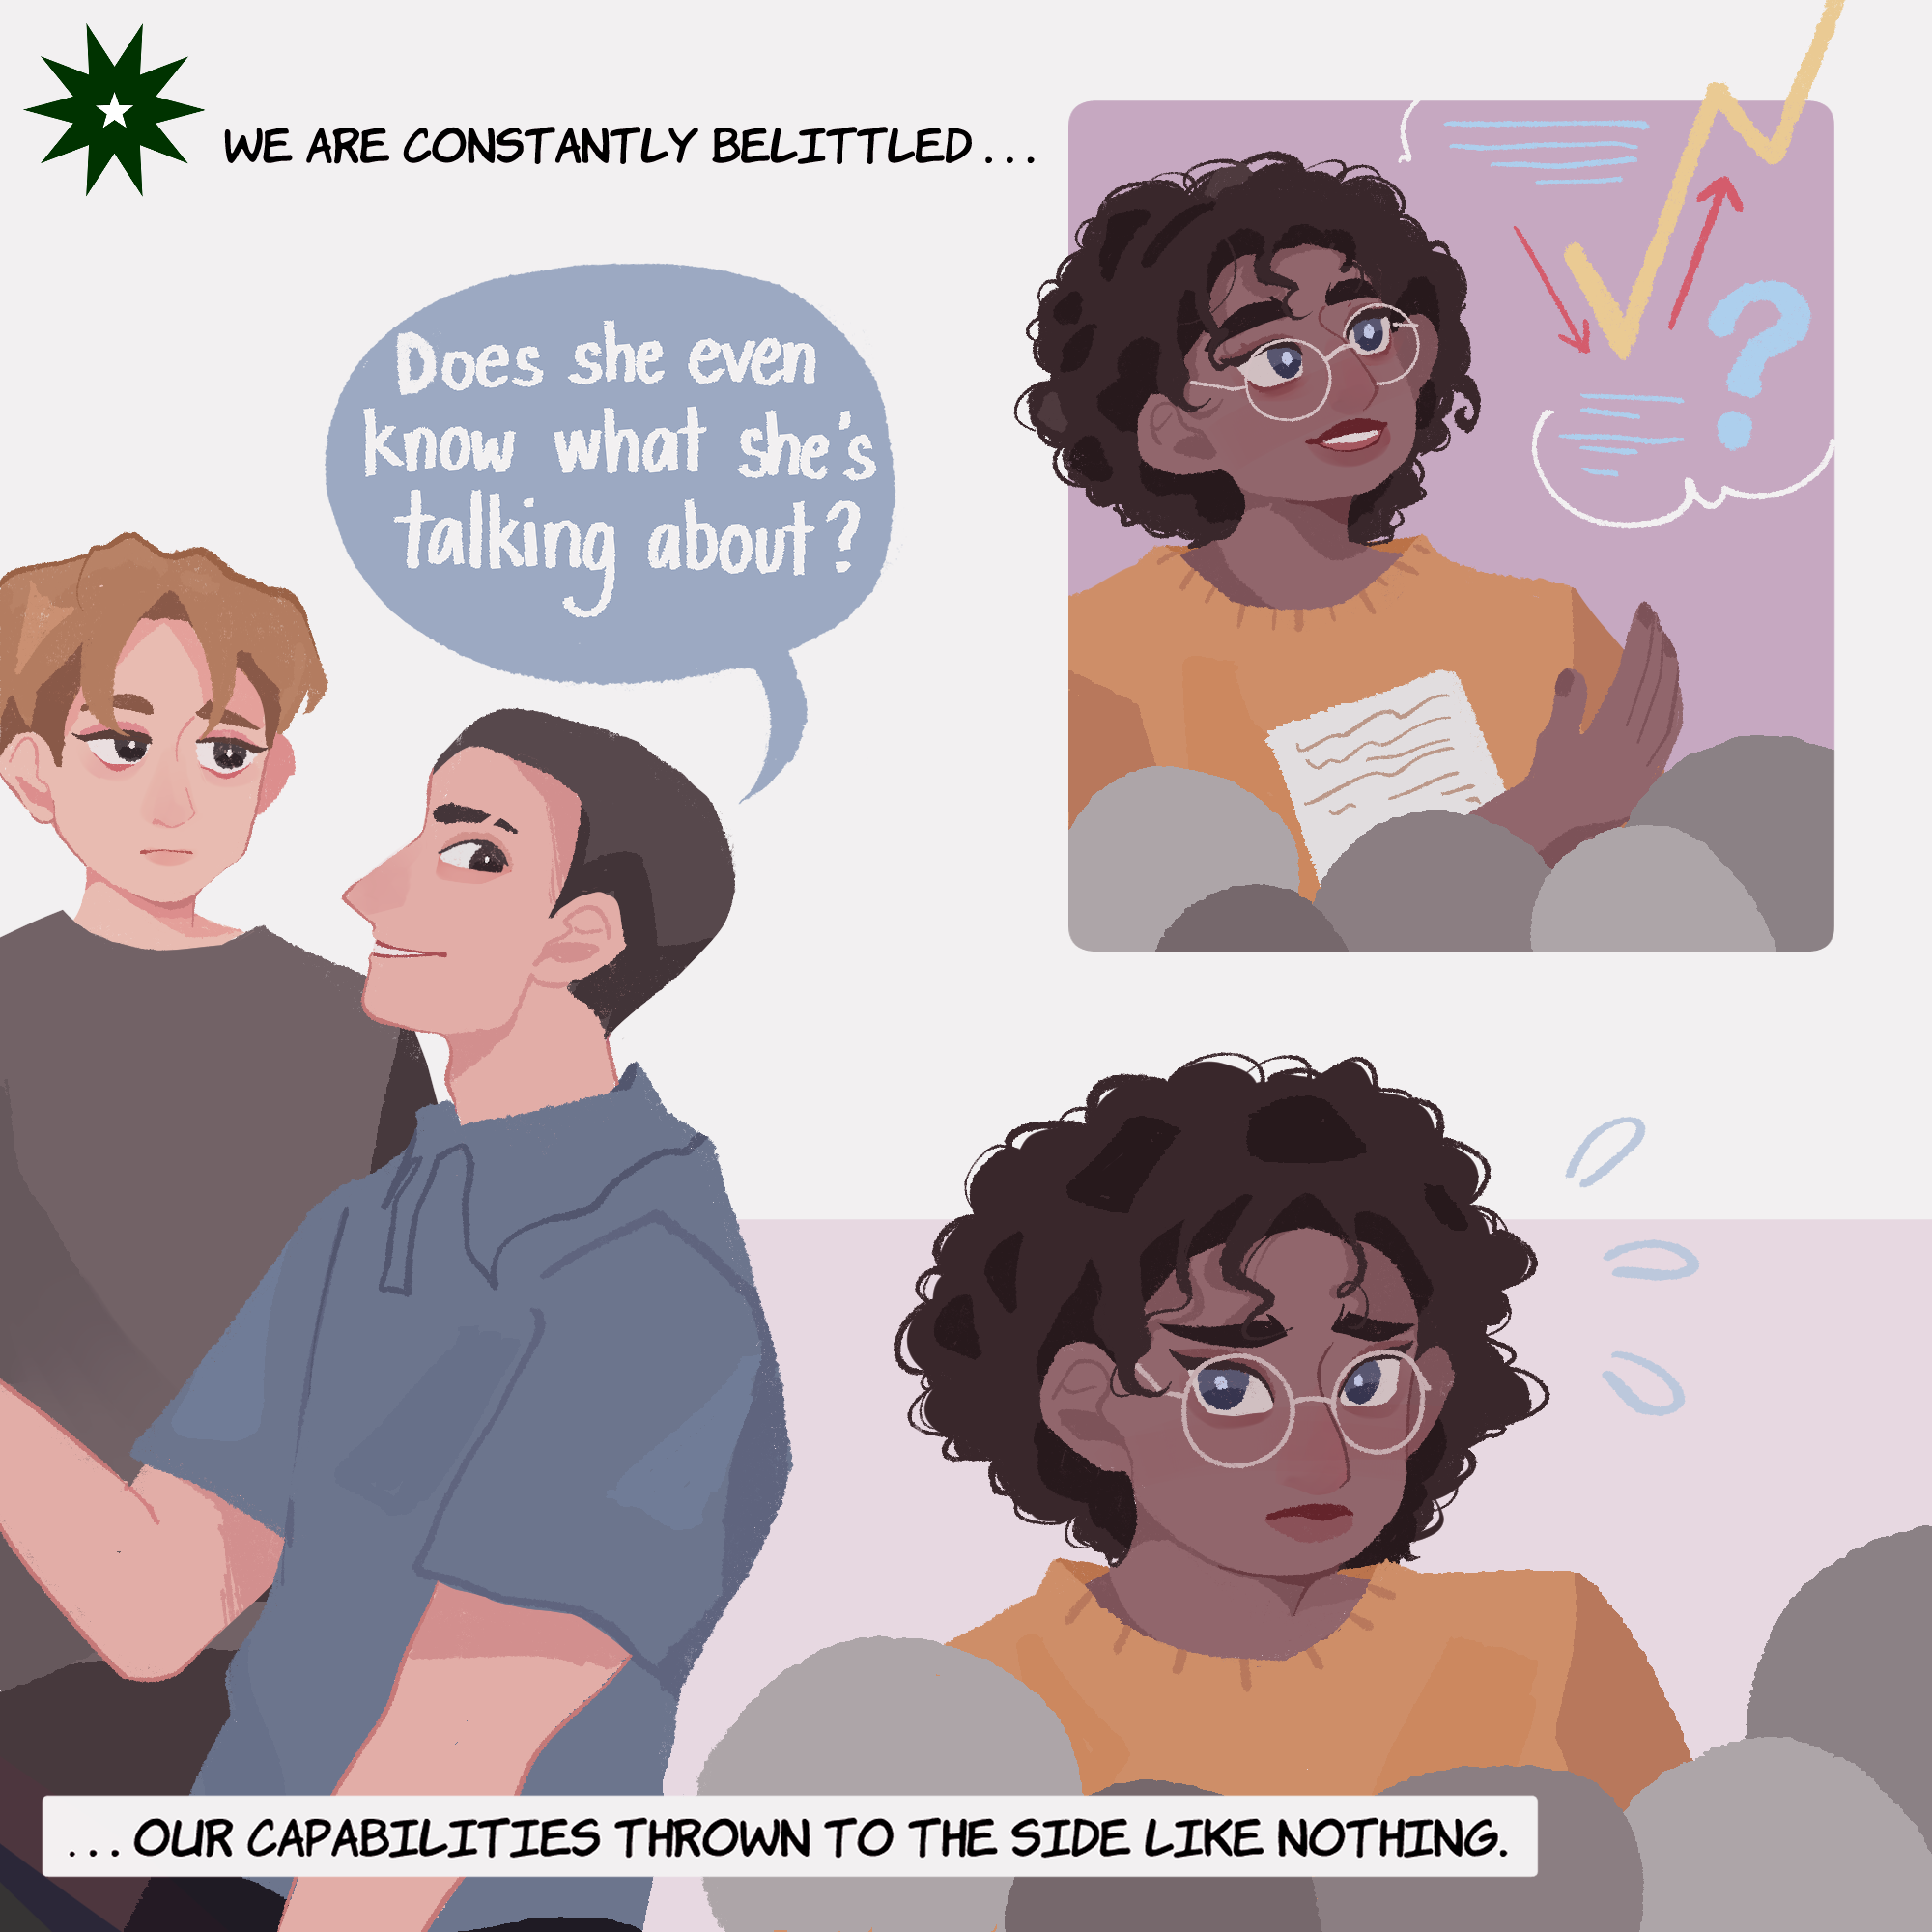 WE ARE CONSTANTLY BELITTLED...
Does she even
know what she's
talking about?
?
...OUR CAPABILITIES THROWN TO THE SIDE LIKE NOTHING.